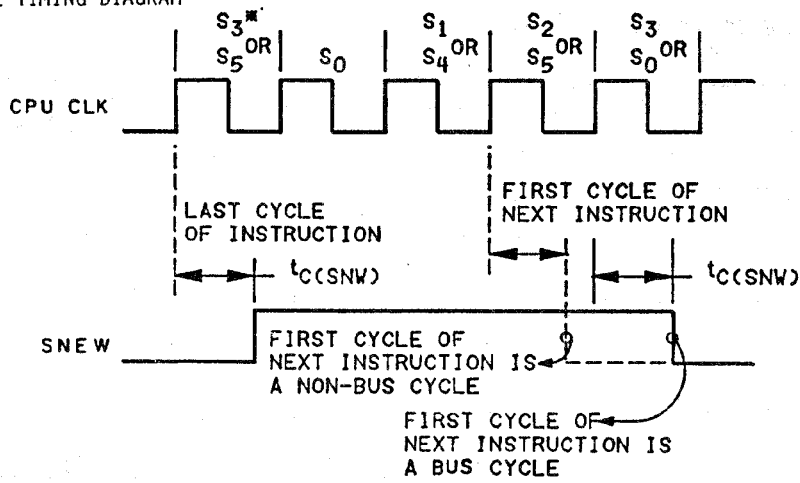 TIMING DIAGRAM
S3* OR S5
S0
S1 OR S4
S2 OR S5
S3 OR S0
CPU CLK
LAST CYCLE
OF INSTRUCTION
FIRST CYCLE OF
NEXT INSTRUCTION
tC(SNW)
tC(SNW)
SNEW
FIRST CYCLE OF
NEXT INSTRUCTION IS
A NON-BUS CYCLE
FIRST CYCLE OF
NEXT INSTRUCTION IS
A BUS CYCLE